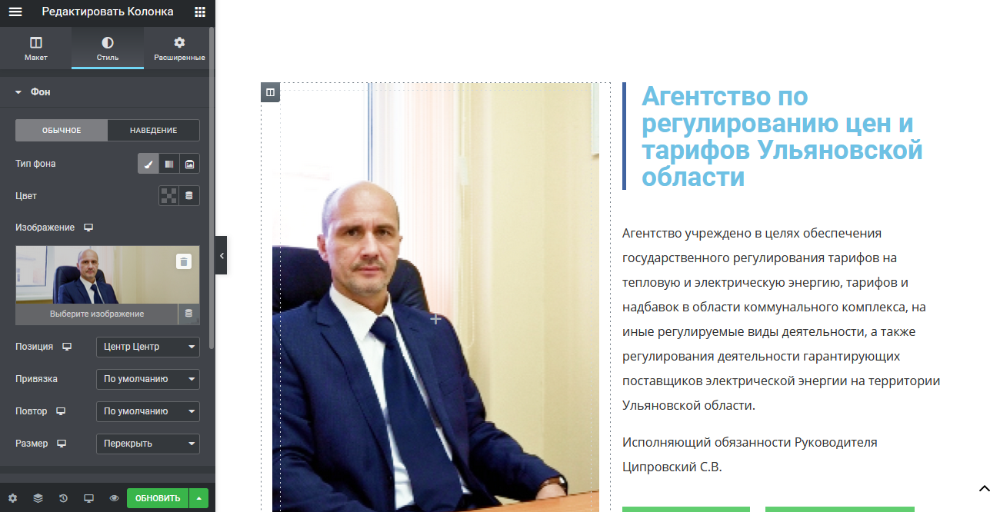 Редактировать Колонка
Макет
Стиль
Расширенные
Фон
ОБЫЧНОЕ
НАВЕДЕНИЕ
Тип фона
Цвет
Изображение
Выберите изображение
Позиция
Центр Центр
Привязка
По умолчанию
Повтор
По умолчанию
Размер
Перекрыть
ОБНОВИТЬ
Агентство по
регулированию цен и
тарифов Ульяновской
области
Агентство учреждено в целях обеспечения
государственного регулирования тарифов на
тепловую и электрическую энергию, тарифов и
надбавок в области коммунального комплекса, на
иные регулируемые виды деятельности, а также
регулирования деятельности гарантирующих
поставщиков электрической энергии на территории
Ульяновской области.
Исполняющий обязанности Руководителя
Ципровский С.В.